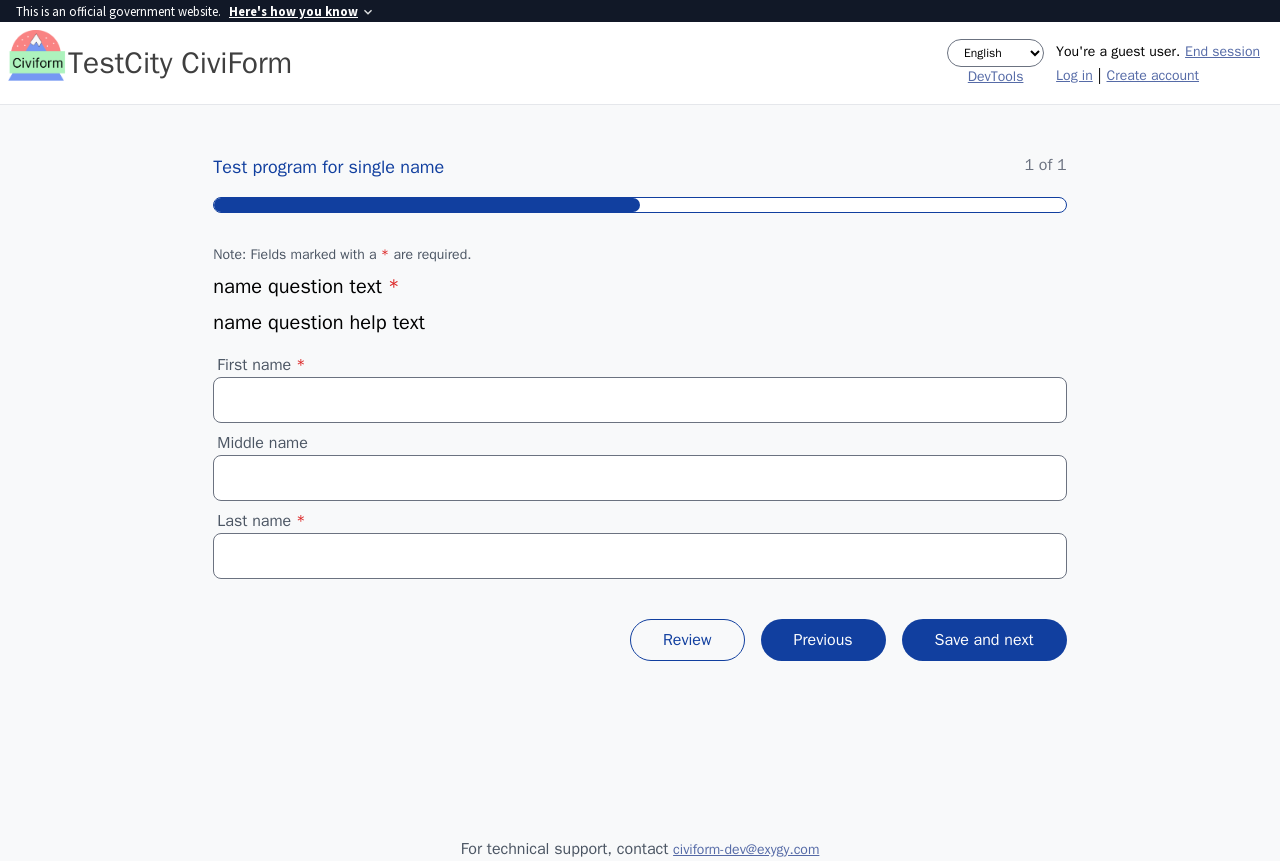 This is an official government website. Here's how you know
Civiform
TestCity CiviForm
English
DevTools
You're a guest user. End session
Log in | Create account
Test program for single name
1 of 1
Note: Fields marked with a * are required.
name question text *
name question help text
First name *
Middle name
Last name *
Review
Previous
Save and next
For technical support, contact civiform-dev@exygy.com